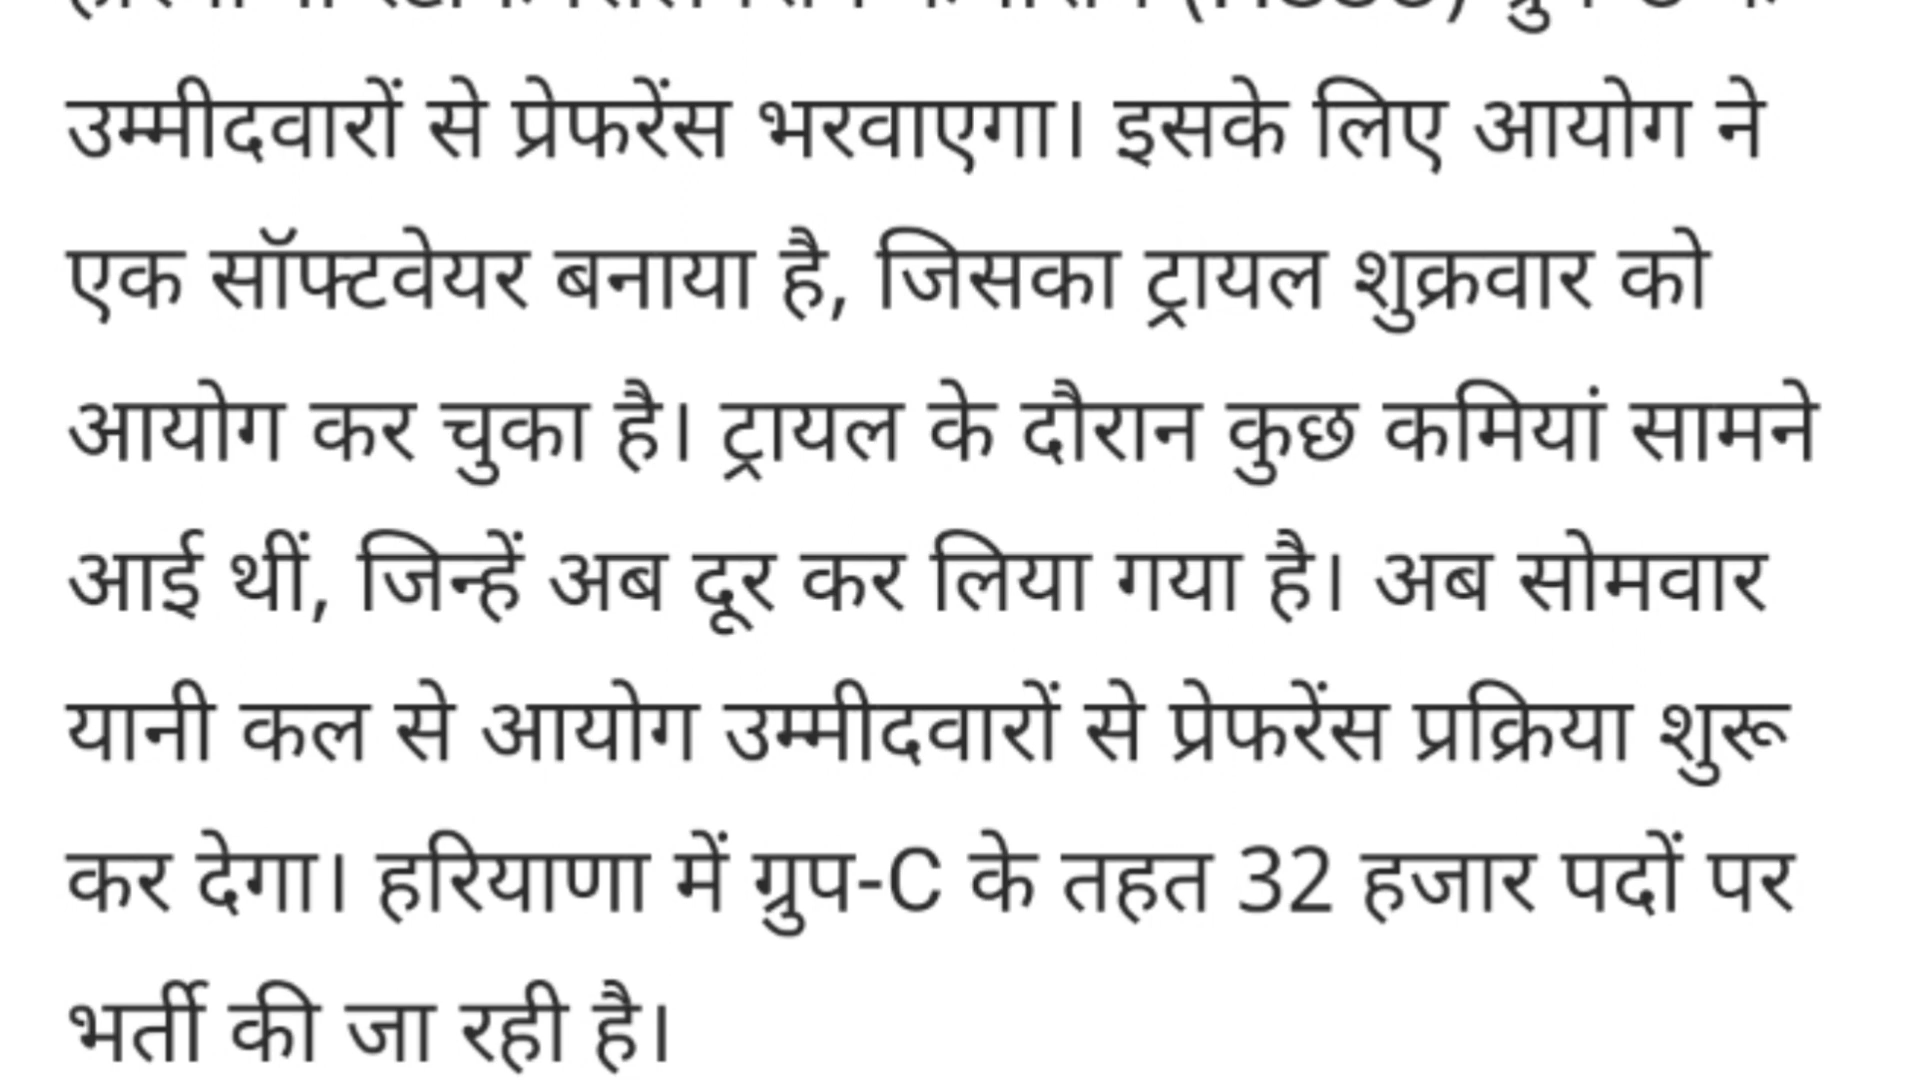 उम्मीदवारों से प्रेफरेंस भरवाएगा। इसके लिए आयोग ने
एक सॉफ्टवेयर बनाया है, जिसका ट्रायल शुक्रवार को
आयोग कर चुका है। ट्रायल के दौरान कुछ कमियां सामने
आई थीं, जिन्हें अब दूर कर लिया गया है। अब सोमवार
यानी कल से आयोग उम्मीदवारों से प्रेफरेंस प्रक्रिया शुरू
कर देगा। हरियाणा में ग्रुप-C के तहत 32 हजार पदों पर
भर्ती की जा रही है।